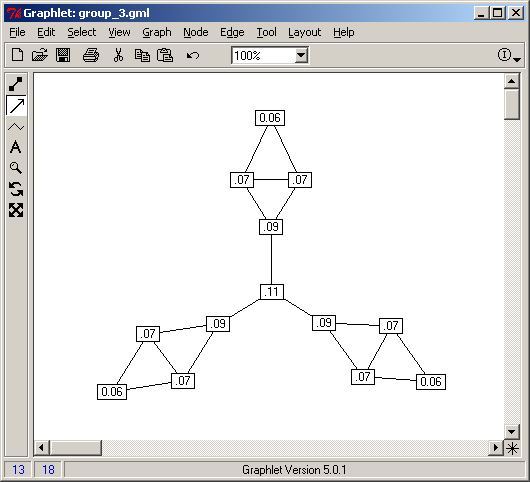 Graphlet: group_3.gml
File Edit Select View Graph Node Edge Tool Layout Help
100%
A
0.06
.07 .07
.09
.11
.09 .09
.07 .07
.07 .07
0.06 0.06
13 18 Graphlet Version 5.0.1